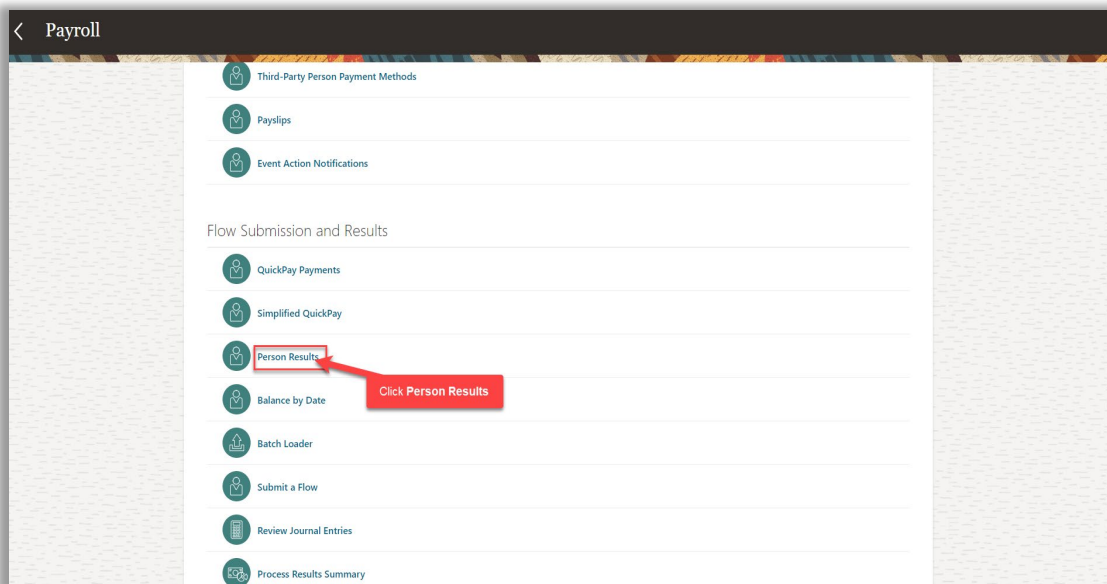 Payroll
Third-Party Person Payment Methods
Payslips
Event Action Notifications
Flow Submission and Results
QuickPay Payments
Simplified QuickPay
Person Results
Click Person Results
Balance by Date
Batch Loader
Submit a Flow
Review Journal Entries
Process Results Summary